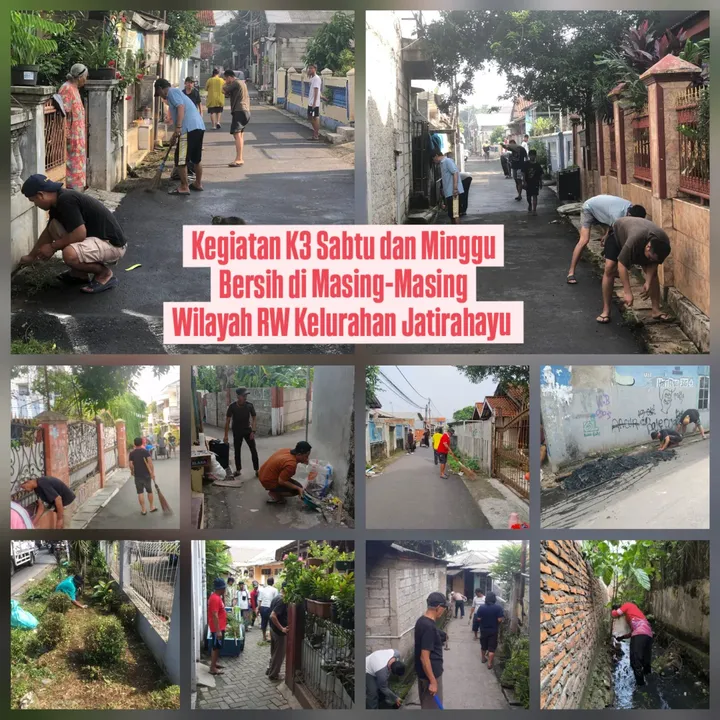 Kegiatan K3 Sabtu dan Minggu
Bersih di Masing-Masing
Wilayah RW Kelurahan Jatirahayu